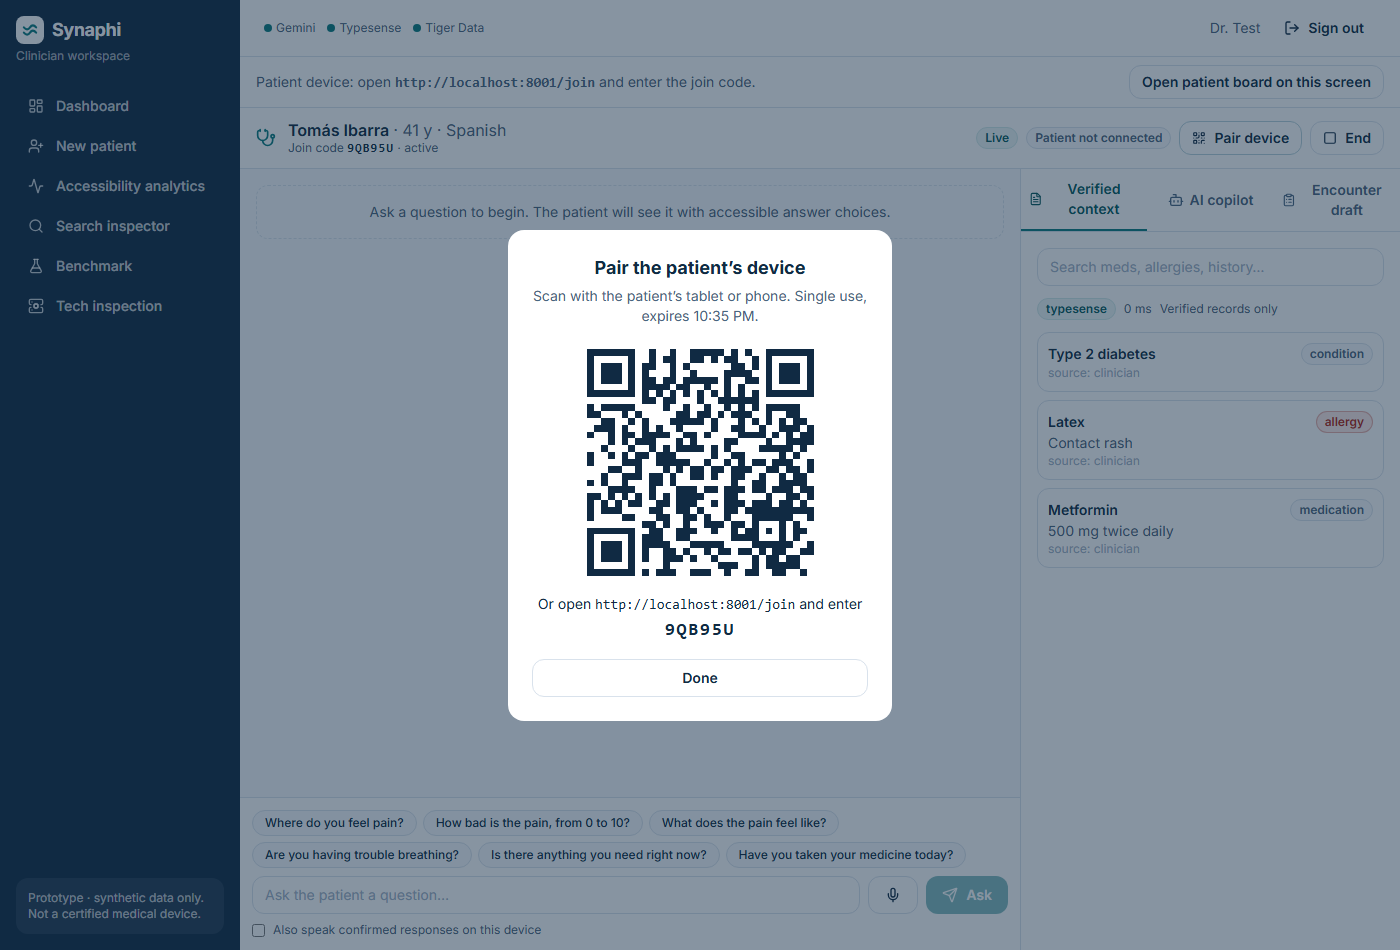 Synaphi
Clinician workspace
Dashboard
New patient
Accessibility analytics
Search inspector
Benchmark
Tech inspection
Prototype · synthetic data only.
Not a certified medical device.
Gemini
Typesense
Tiger Data
Dr. Test
Sign out
Patient device: open http://localhost:8001/join and enter the join code.
Open patient board on this screen
Tomás Ibarra · 41 y · Spanish
Join code 9QB95U · active
Live
Patient not connected
Pair device
End
Ask a question to begin. The patient will see it with accessible answer choices.
Pair the patient’s device
Scan with the patient’s tablet or phone. Single use,
expires 10:35 PM.
Or open http://localhost:8001/join and enter
9QB95U
Done
Where do you feel pain?
How bad is the pain, from 0 to 10?
What does the pain feel like?
Are you having trouble breathing?
Is there anything you need right now?
Have you taken your medicine today?
Ask the patient a question...
Ask
Also speak confirmed responses on this device
Verified
context
AI copilot
Encounter
draft
Search meds, allergies, history...
typesense
0 ms
Verified records only
Type 2 diabetes
condition
source: clinician
Latex
allergy
Contact rash
source: clinician
Metformin
medication
500 mg twice daily
source: clinician